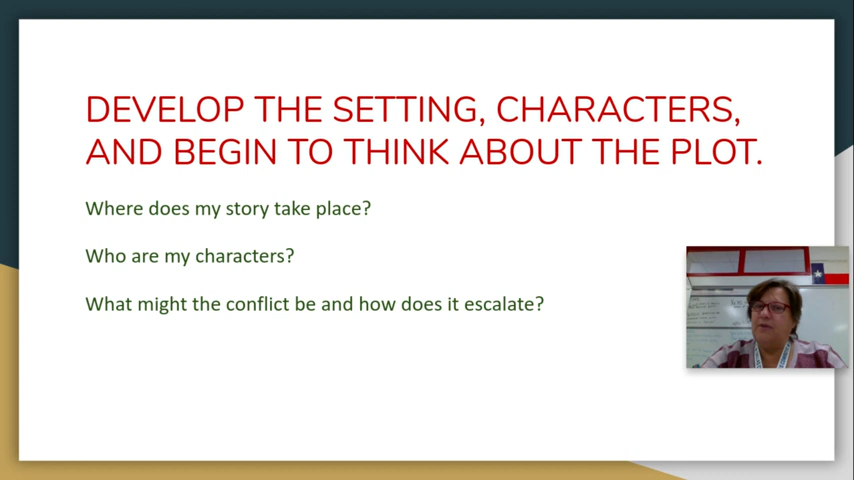 DEVELOP THE SETTING, CHARACTERS,
AND BEGIN TO THINK ABOUT THE PLOT.
Where does my story take place?
Who are my characters?
What might the conflict be and how does it escalate?